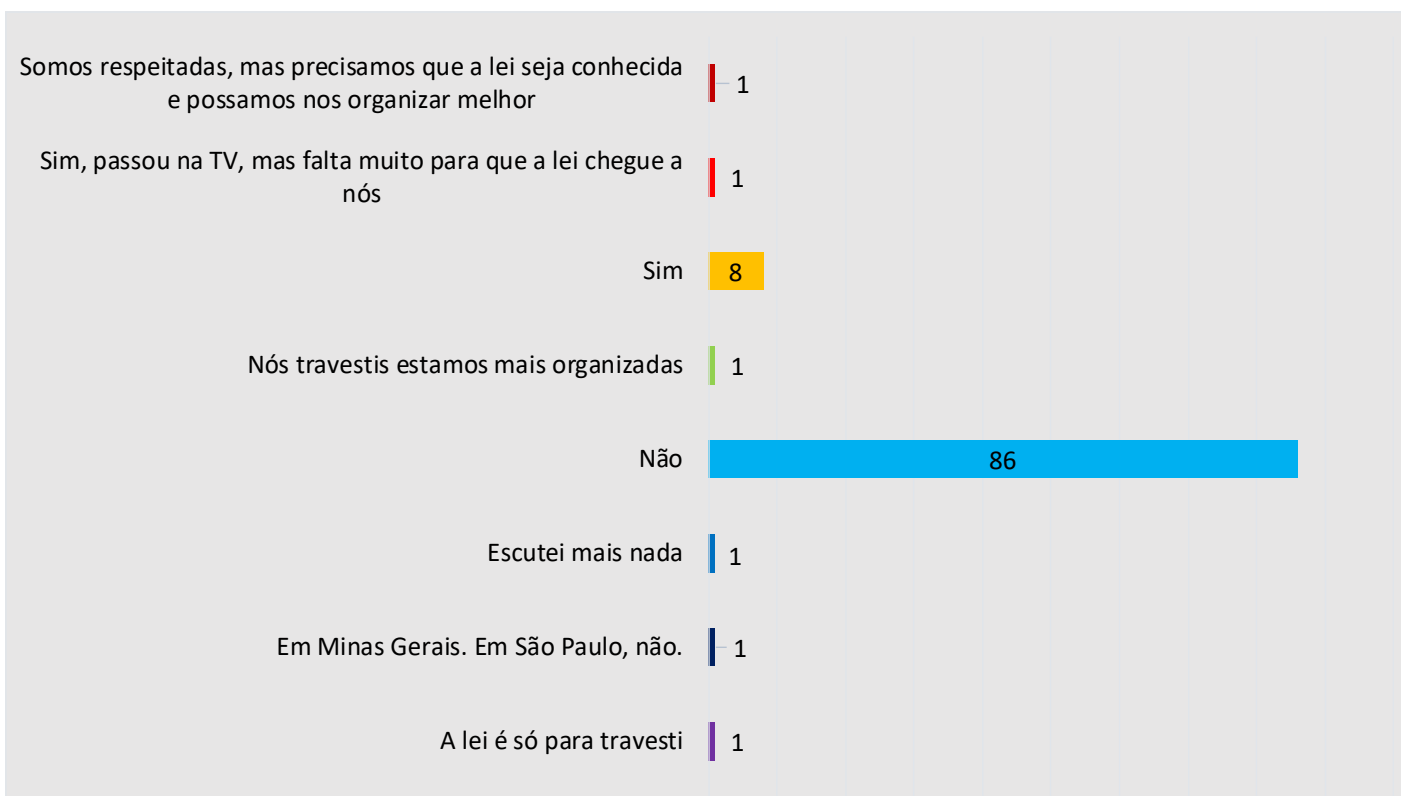 Somos respeitadas, mas precisamos que a lei seja conhecida
e possamos nos organizar melhor
1
Sim, passou na TV, mas falta muito para que a lei chegue a
nós
1
Sim
8
Nós travestis estamos mais organizadas
1
Não
86
Escutei mais nada
1
Em Minas Gerais. Em São Paulo, não.
1
A lei é só para travesti
1